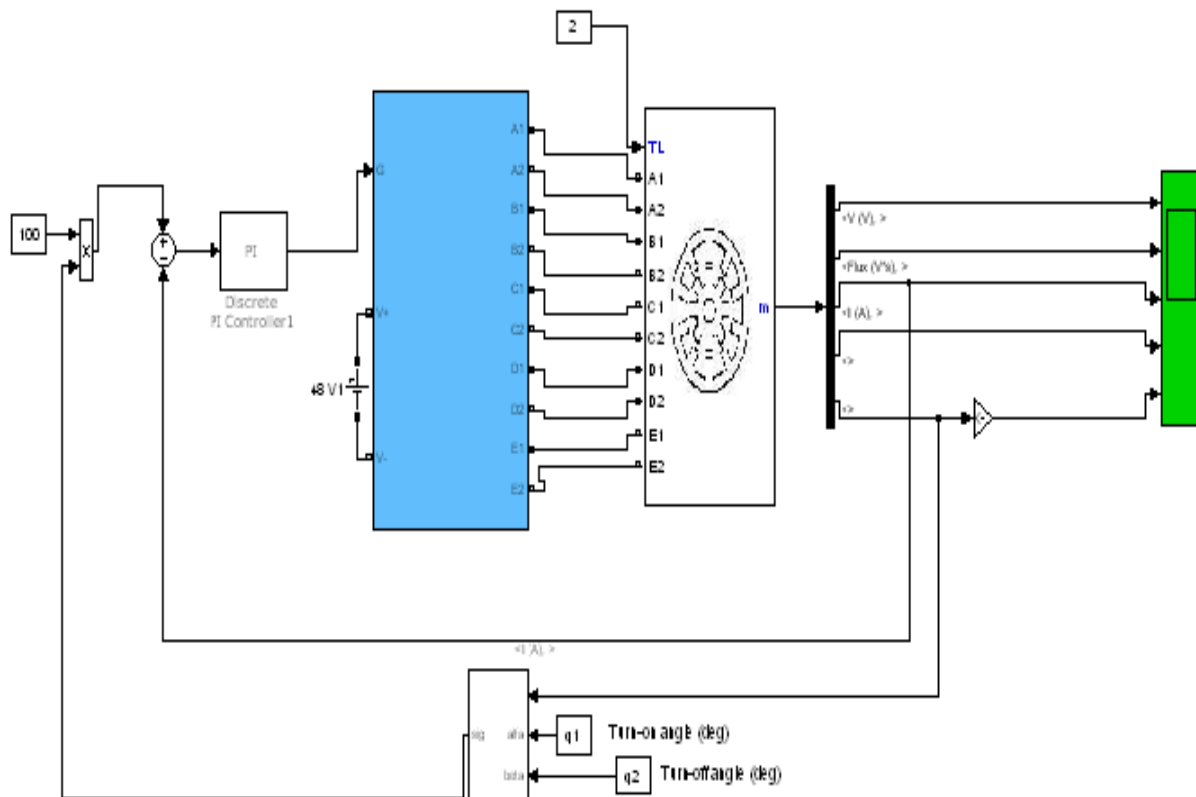 2
100
X
+
−
PI
Discrete
PI Controller1
G
V+
V-
48 V1
A1
A2
B1
B2
C1
C2
D1
D2
E1
E2
TL
A1
A2
B1
B2
C1
C2
D1
D2
E1
E2
m
<V (V), >
<Flux (V*s), >
<I (A), >
<>
<>
<I (A), >
sig
alfa
beta
q1
Turn-on angle (deg)
q2
Turn-off angle (deg)